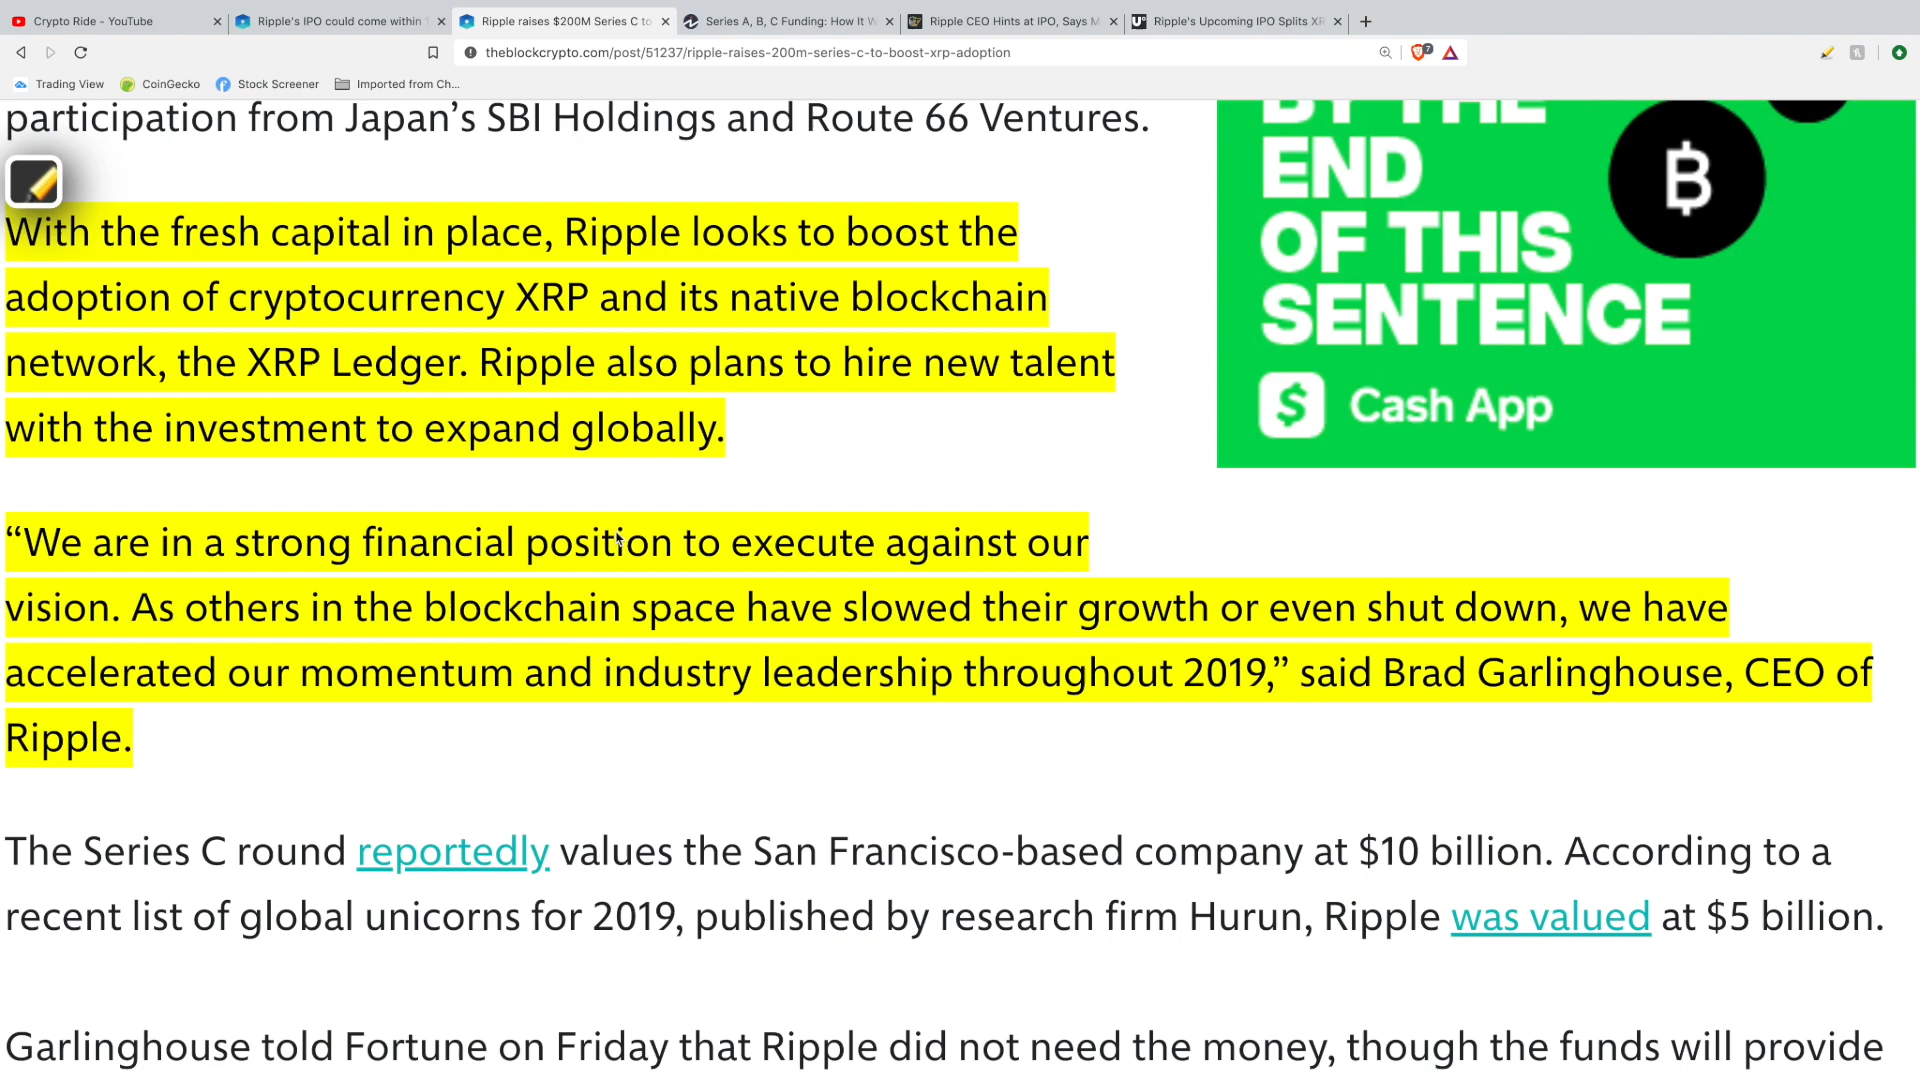 Crypto Ride - YouTube
Ripple's IPO could come within
Ripple raises $200M Series C to
Series A, B, C Funding: How It W
Ripple CEO Hints at IPO, Says M
Ripple's Upcoming IPO Splits XR
theblockcrypto.com/post/51237/ripple-raises-200m-series-c-to-boost-xrp-adoption
7
Trading View
CoinGecko
Stock Screener
Imported from Ch...
participation from Japan's SBI Holdings and Route 66 Ventures.
With the fresh capital in place, Ripple looks to boost the
adoption of cryptocurrency XRP and its native blockchain
network, the XRP Ledger. Ripple also plans to hire new talent
with the investment to expand globally.
BY THE
END
OF THIS
SENTENCE
Cash App
“We are in a strong financial position to execute against our
vision. As others in the blockchain space have slowed their growth or even shut down, we have
accelerated our momentum and industry leadership throughout 2019,” said Brad Garlinghouse, CEO of
Ripple.
The Series C round reportedly values the San Francisco-based company at $10 billion. According to a
recent list of global unicorns for 2019, published by research firm Hurun, Ripple was valued at $5 billion.
Garlinghouse told Fortune on Friday that Ripple did not need the money, though the funds will provide